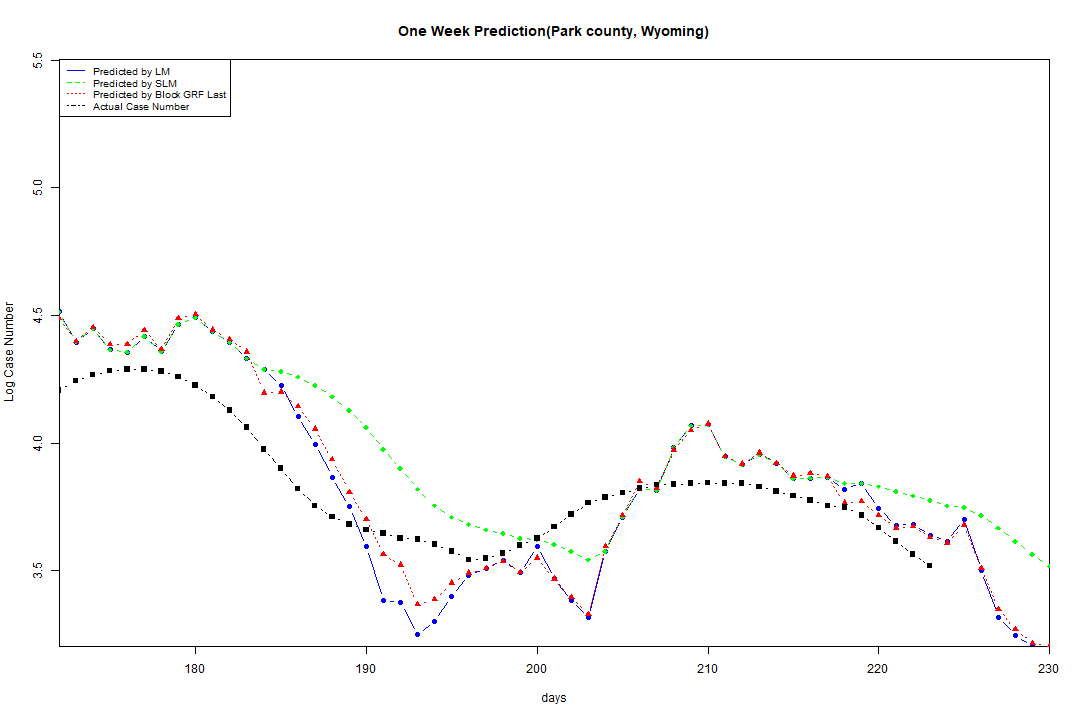 One Week Prediction(Park county, Wyoming)
Predicted by LM
Predicted by SLM
Predicted by Block GRF Last
Actual Case Number
5.5
5.0
4.5
4.0
3.5
Log Case Number
180 190 200 210 220 230
days